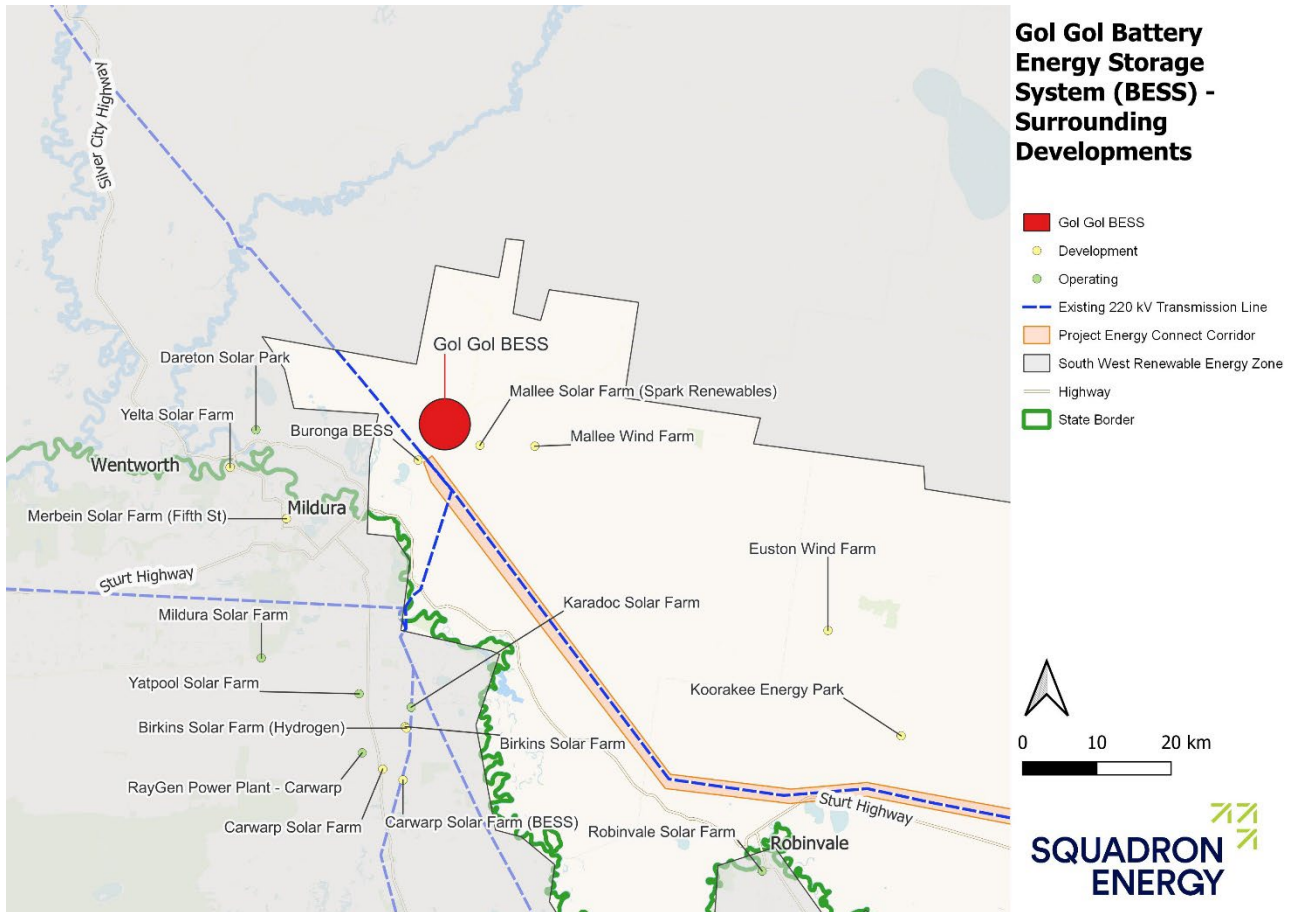 Gol Gol Battery
Energy Storage
System (BESS) -
Surrounding
Developments
Gol Gol BESS
Development
Operating
Existing 220 kV Transmission Line
Project Energy Connect Corridor
South West Renewable Energy Zone
Highway
State Border
Silver City Highway
Gol Gol BESS
Dareton Solar Park
Mallee Solar Farm (Spark Renewables)
Yelta Solar Farm
Buronga BESS
Mallee Wind Farm
Wentworth
Mildura
Merbein Solar Farm (Fifth St)
Euston Wind Farm
Sturt Highway
Karadoc Solar Farm
Mildura Solar Farm
Yatpool Solar Farm
Koorakee Energy Park
Birkins Solar Farm (Hydrogen)
Birkins Solar Farm
RayGen Power Plant - Carwarp
Sturt Highway
Carwarp Solar Farm
Carwarp Solar Farm (BESS)
Robinvale Solar Farm
Robinvale
0 10 20 km
SQUADRON
ENERGY